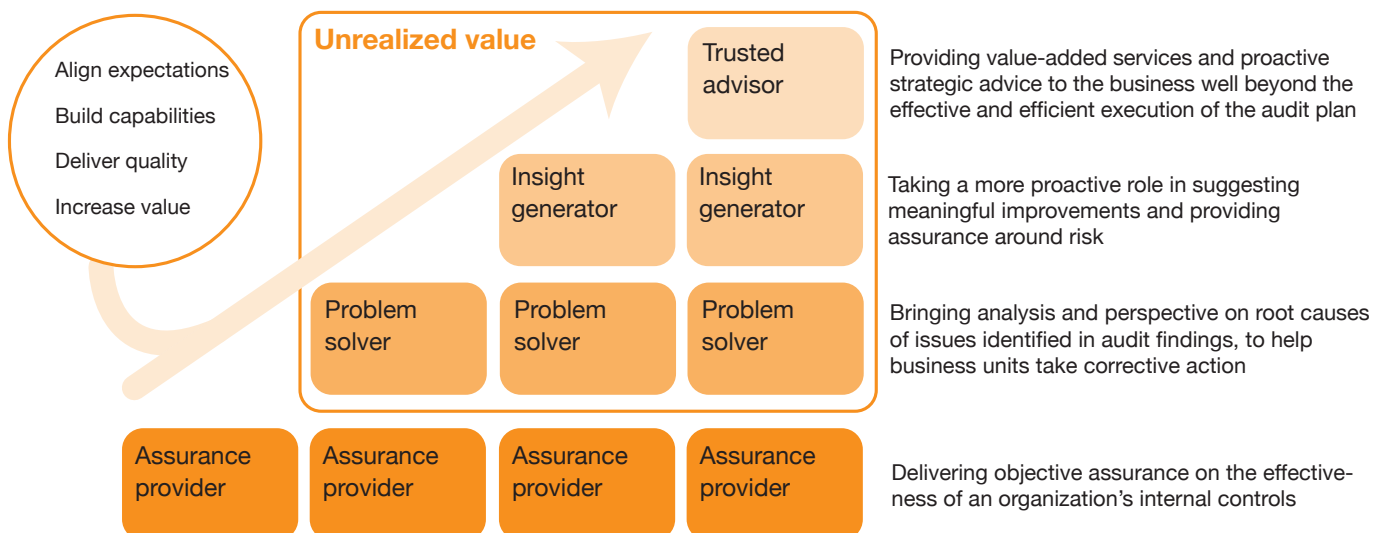 Align expectations
Build capabilities
Deliver quality
Increase value
Unrealized value
Trusted
advisor
Providing value-added services and proactive
strategic advice to the business well beyond the
effective and efficient execution of the audit plan
Insight
generator
Insight
generator
Taking a more proactive role in suggesting
meaningful improvements and providing
assurance around risk
Problem
solver
Problem
solver
Problem
solver
Bringing analysis and perspective on root causes
of issues identified in audit findings, to help
business units take corrective action
Assurance
provider
Assurance
provider
Assurance
provider
Assurance
provider
Delivering objective assurance on the effective-
ness of an organization’s internal controls